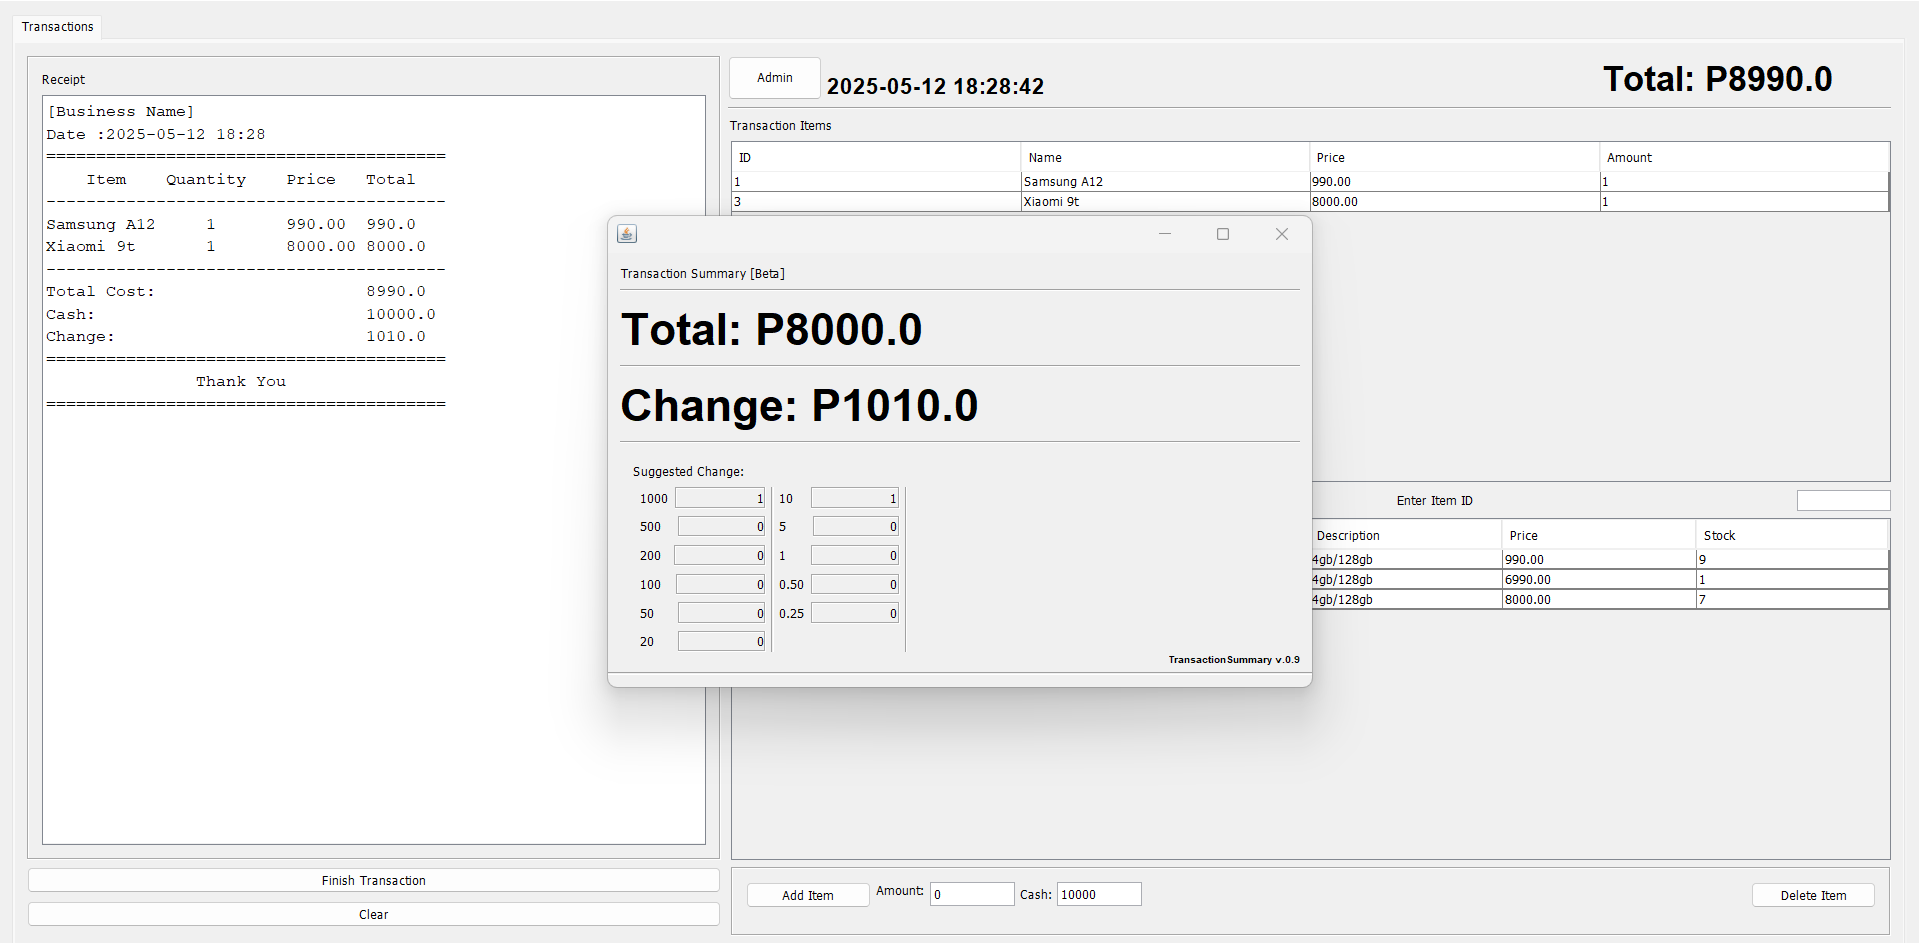 Transactions
Receipt
[Business Name]
Date :2025-05-12 18:28
========================================
Item Quantity Price Total
----------------------------------------
Samsung A12 1 990.00 990.0
Xiaomi 9t 1 8000.00 8000.0
----------------------------------------
Total Cost: 8990.0
Cash: 10000.0
Change: 1010.0
========================================
Thank You
========================================
Finish Transaction
Clear
Admin
2025-05-12 18:28:42
Total: P8990.0
Transaction Items
ID Name Price Amount
1 Samsung A12 990.00 1
3 Xiaomi 9t 8000.00 1
Transaction Summary [Beta]
Total: P8000.0
Change: P1010.0
Suggested Change:
1000 1 10 1
500 0 5 0
200 0 1 0
100 0 0.50 0
50 0 0.25 0
20 0
TransactionSummary v.0.9
Enter Item ID
Description Price Stock
4gb/128gb 990.00 9
4gb/128gb 6990.00 1
4gb/128gb 8000.00 7
Add Item Amount: 0 Cash: 10000 Delete Item